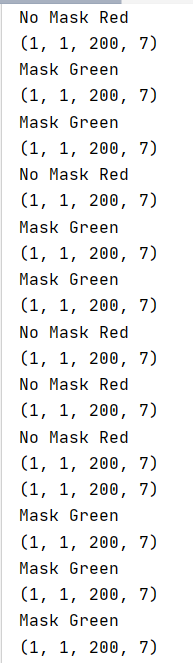 No Mask Red
(1, 1, 200, 7)
Mask Green
(1, 1, 200, 7)
Mask Green
(1, 1, 200, 7)
No Mask Red
(1, 1, 200, 7)
Mask Green
(1, 1, 200, 7)
Mask Green
(1, 1, 200, 7)
No Mask Red
(1, 1, 200, 7)
No Mask Red
(1, 1, 200, 7)
No Mask Red
(1, 1, 200, 7)
(1, 1, 200, 7)
Mask Green
(1, 1, 200, 7)
Mask Green
(1, 1, 200, 7)
Mask Green
(1, 1, 200, 7)